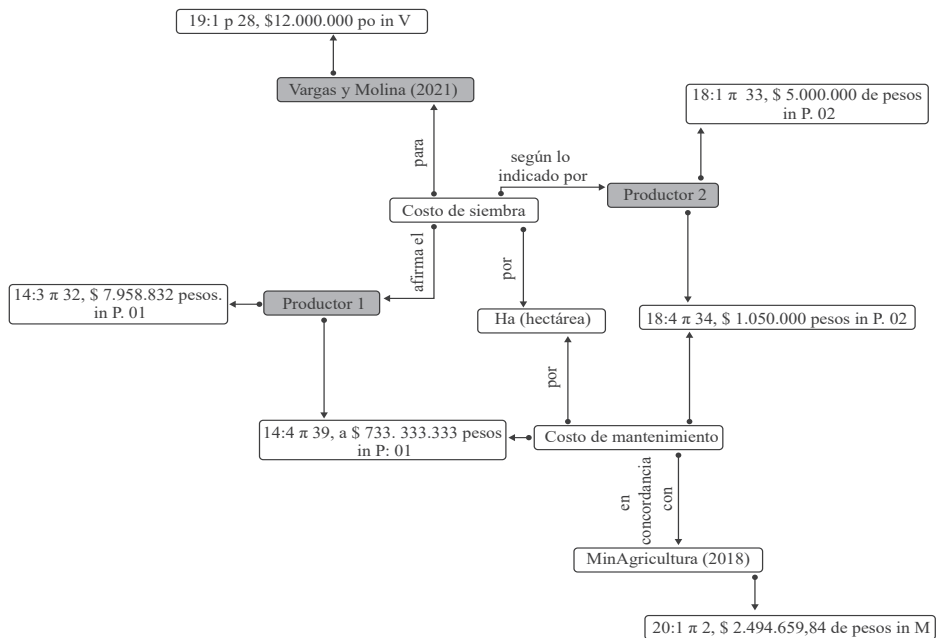 19:1 p 28, $12.000.000 po in V
Vargas y Molina (2021)
18:1 π 33, $ 5.000.000 de pesos
in P. 02
para
según lo
indicado por
Productor 2
Costo de siembra
afirma el
por
14:3 π 32, $ 7.958.832 pesos.
in P. 01
Productor 1
Ha (hectárea)
18:4 π 34, $ 1.050.000 pesos in P. 02
por
14:4 π 39, a $ 733. 333.333 pesos
in P: 01
Costo de mantenimiento
en
concordancia
con
MinAgricultura (2018)
20:1 π 2, $ 2.494.659,84 de pesos in M